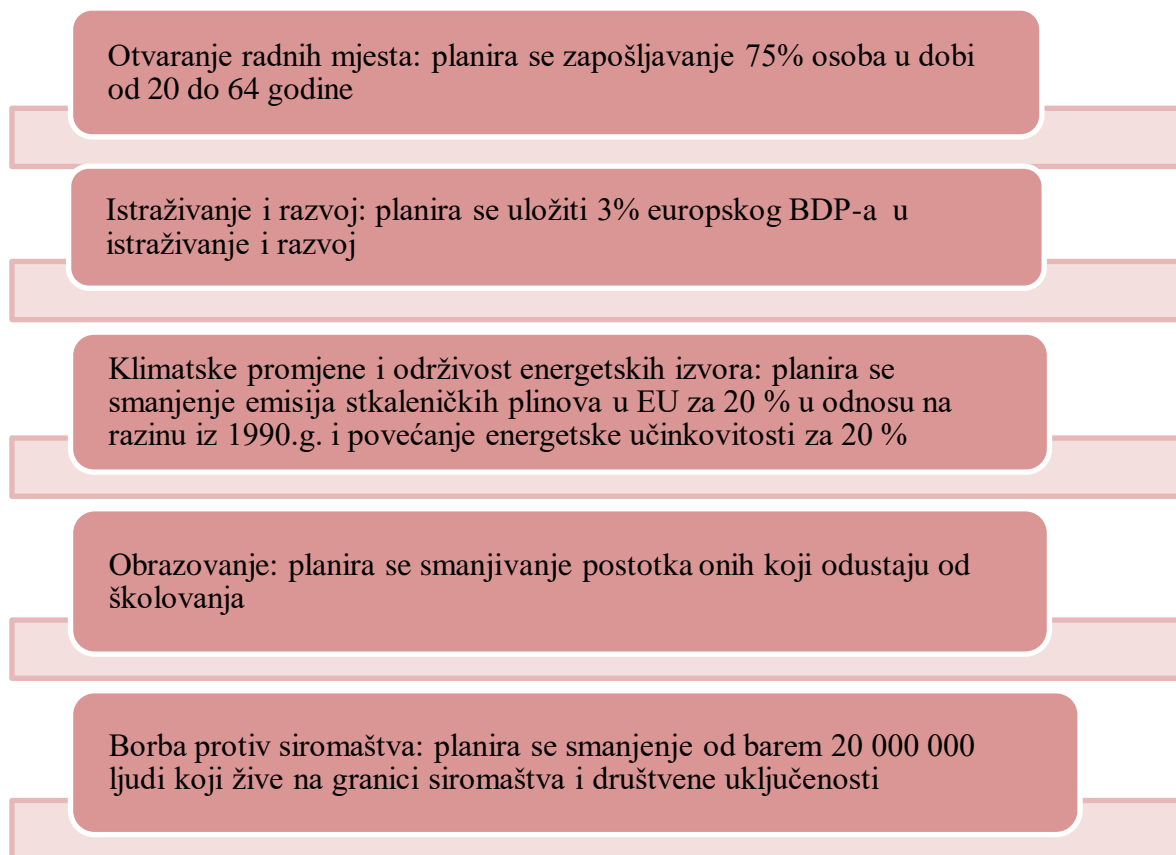 Otvaranje radnih mjesta: planira se zapošljavanje 75% osoba u dobi
od 20 do 64 godine
Istraživanje i razvoj: planira se uložiti 3% europskog BDP-a u
istraživanje i razvoj
Klimatske promjene i održivost energetskih izvora: planira se
smanjenje emisija stkaleničkih plinova u EU za 20 % u odnosu na
razinu iz 1990.g. i povećanje energetske učinkovitosti za 20 %
Obrazovanje: planira se smanjivanje postotka onih koji odustaju od
školovanja
Borba protiv siromaštva: planira se smanjenje od barem 20 000 000
ljudi koji žive na granici siromaštva i društvene uključenosti